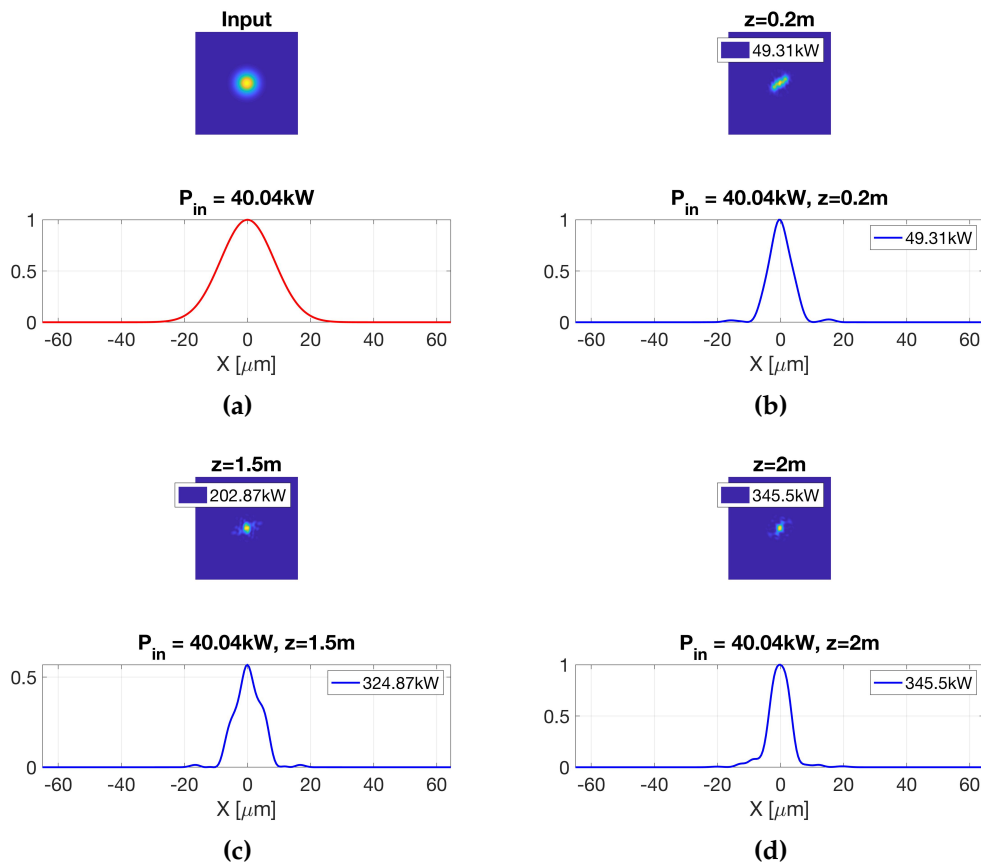 Input
P_in = 40.04kW
1
0.5
0
-60 -40 -20 0 20 40 60
X [μm]
(a)
z=0.2m
49.31kW
P_in = 40.04kW, z=0.2m
49.31kW
1
0.5
0
-60 -40 -20 0 20 40 60
X [μm]
(b)
z=1.5m
202.87kW
P_in = 40.04kW, z=1.5m
324.87kW
0.5
0
-60 -40 -20 0 20 40 60
X [μm]
(c)
z=2m
345.5kW
P_in = 40.04kW, z=2m
345.5kW
1
0.5
0
-60 -40 -20 0 20 40 60
X [μm]
(d)